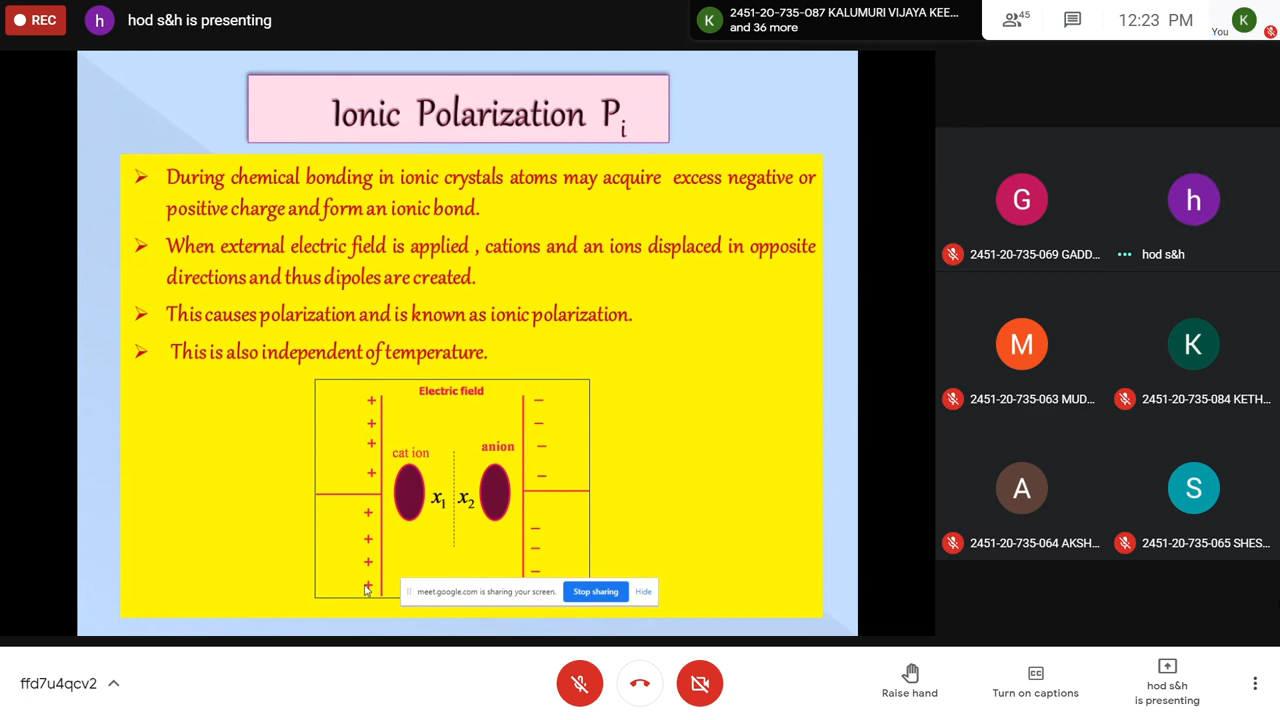 REC
h
hod s&h is presenting
K
2451-20-735-087 KALUMURI VIJAYA KEE...
and 36 more
45
12:23 PM
K
You
Ionic Polarization Pi
➢ During chemical bonding in ionic crystals atoms may acquire excess negative or
positive charge and form an ionic bond.
➢ When external electric field is applied , cations and an ions displaced in opposite
directions and thus dipoles are created.
➢ This causes polarization and is known as ionic polarization.
➢ This is also independent of temperature.
Electric field
+ −
+ −
+ −
+ −
cat ion
anion
x1 x2
+ −
+ −
+ −
+
meet.google.com is sharing your screen.
Stop sharing
Hide
G
h
2451-20-735-069 GADD...
hod s&h
M
K
2451-20-735-063 MUD...
2451-20-735-084 KETH...
A
S
2451-20-735-064 AKSH...
2451-20-735-065 SHES...
ffd7u4qcv2
Raise hand
CC
Turn on captions
hod s&h
is presenting